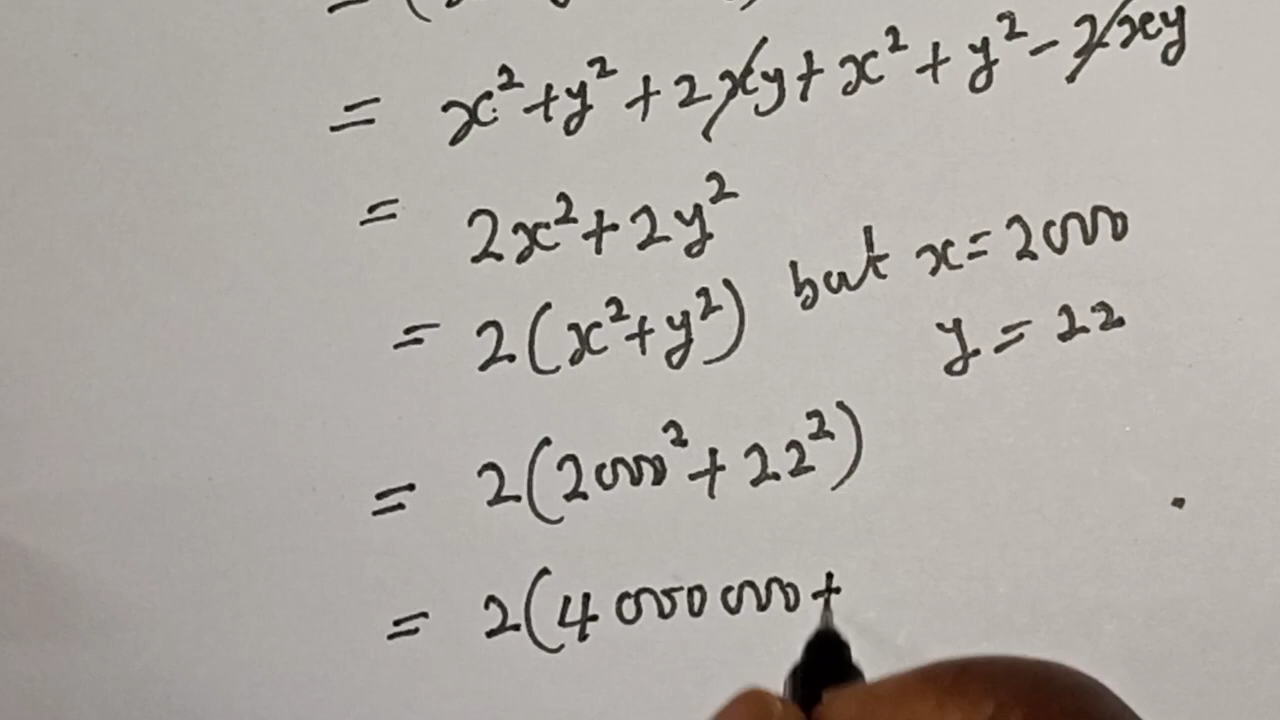 = x² + y² + 2xy + x² + y² - 2xy
= 2x² + 2y²
= 2(x² + y²) but x = 2000
y = 22
= 2(2000² + 22²)
= 2(4000000 +